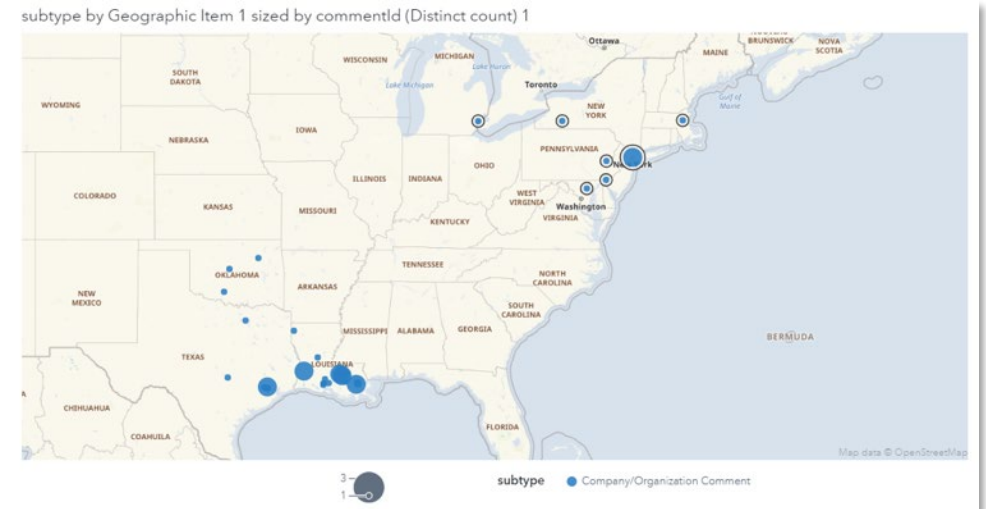 subtype by Geographic Item 1 sized by commentId (Distinct count) 1
Ottawa
BRUNSWICK
NOVA
SCOTIA
MAINE
WISCONSIN
MICHIGAN
Lake Huron
SOUTH
DAKOTA
Lake Michigan
Toronto
WYOMING
Gulf of
Maine
NEW
YORK
IOWA
NEBRASKA
PENNSYLVANIA
OHIO
ILLINOIS
INDIANA
COLORADO
WEST
VIRGINIA
Washington
KANSAS
MISSOURI
VIRGINIA
KENTUCKY
TENNESSEE
OKLAHOMA
NORTH
CAROLINA
ARKANSAS
NEW
MEXICO
SOUTH
CAROLINA
MISSISSIPPI
ALABAMA
GEORGIA
BERMUDA
TEXAS
LOUISIANA
CHIHUAHUA
FLORIDA
COAHUILA
Map data © OpenStreetMap
3
1
subtype
Company/Organization Comment